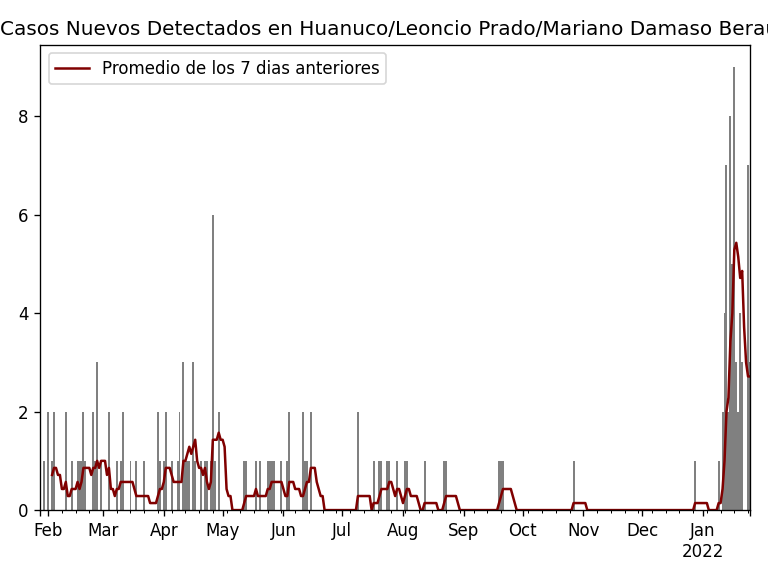 Casos Nuevos Detectados en Huanuco/Leoncio Prado/Mariano Damaso
Promedio de los 7 dias anteriores
8
6
4
2
0
Feb Mar Apr May Jun Jul Aug Sep Oct Nov Dec Jan
2022